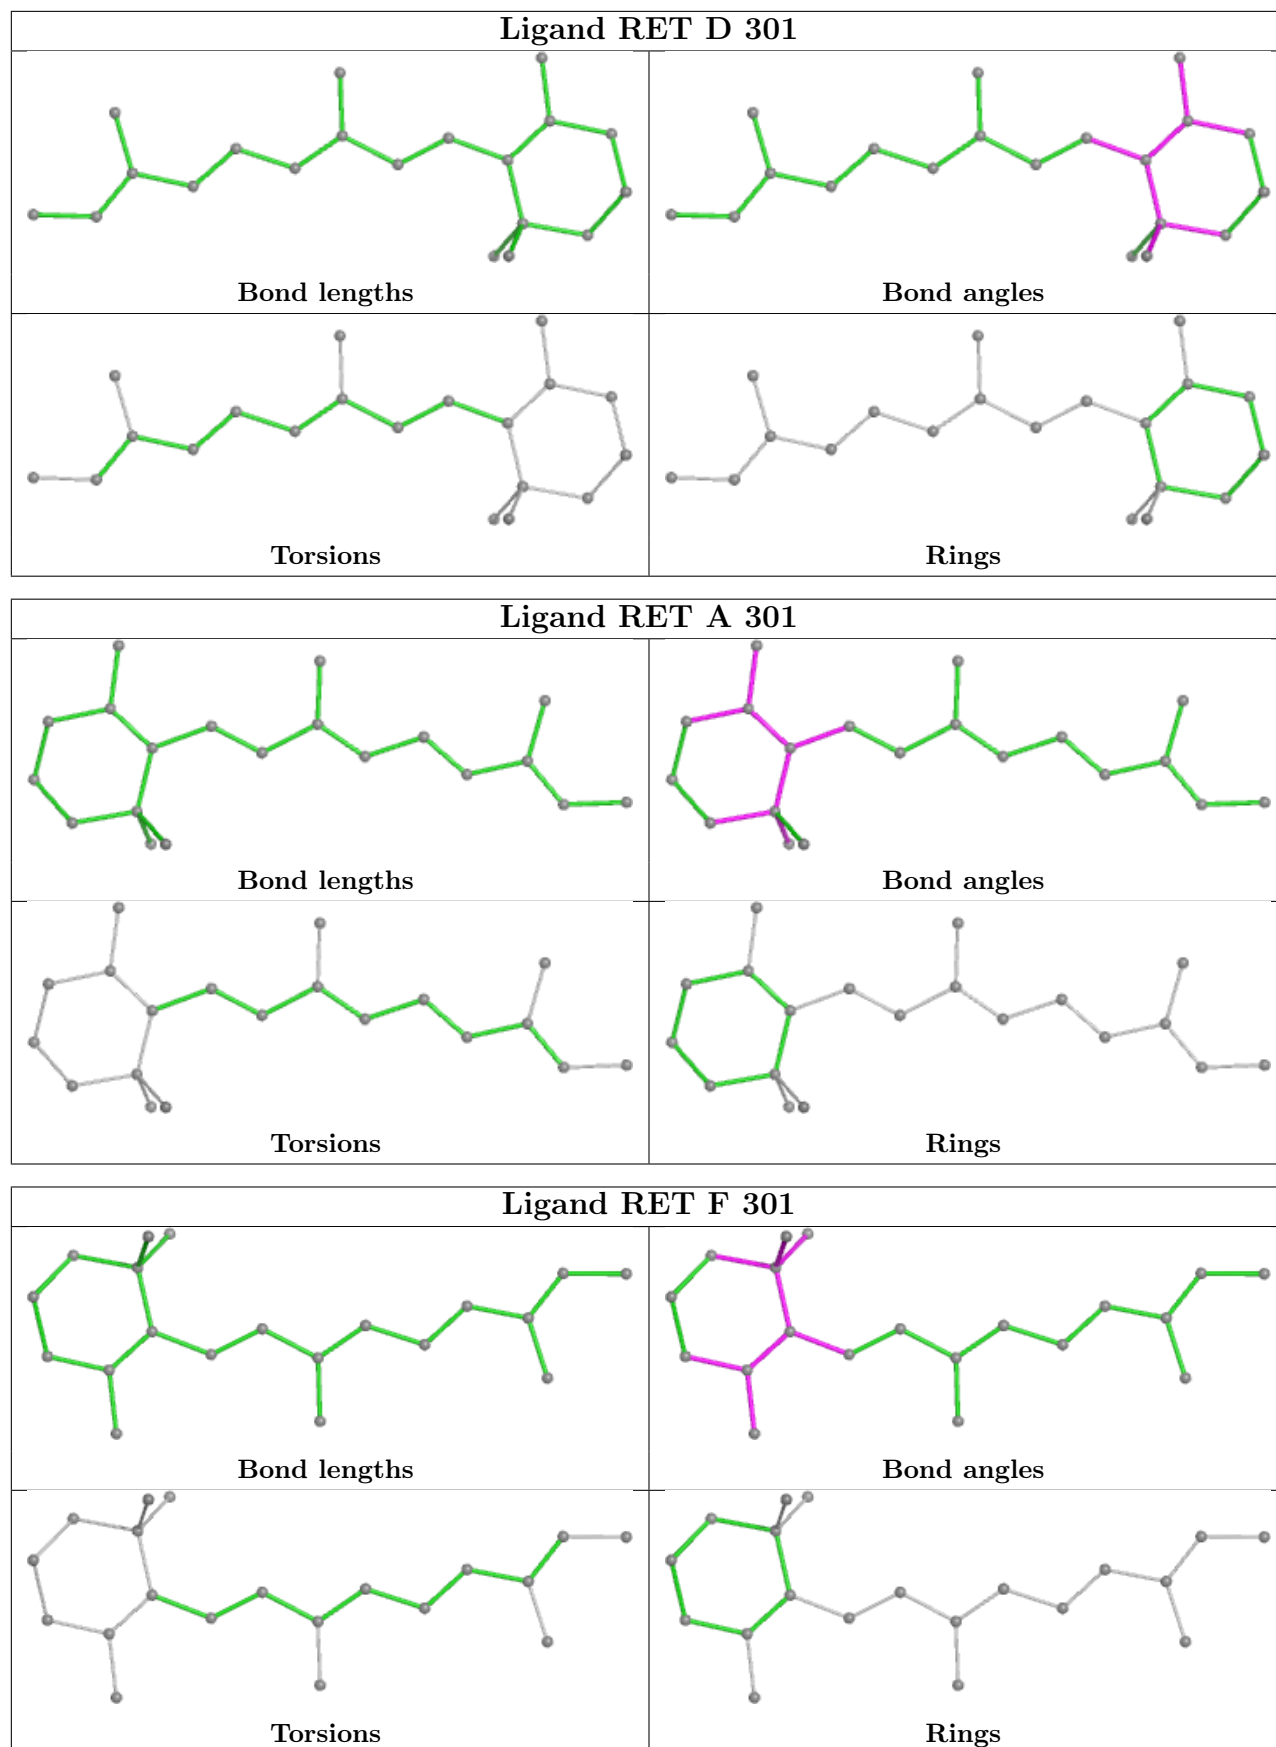 Ligand RET D 301
Bond lengths
Bond angles
Torsions
Rings
Ligand RET A 301
Bond lengths
Bond angles
Torsions
Rings
Ligand RET F 301
Bond lengths
Bond angles
Torsions
Rings